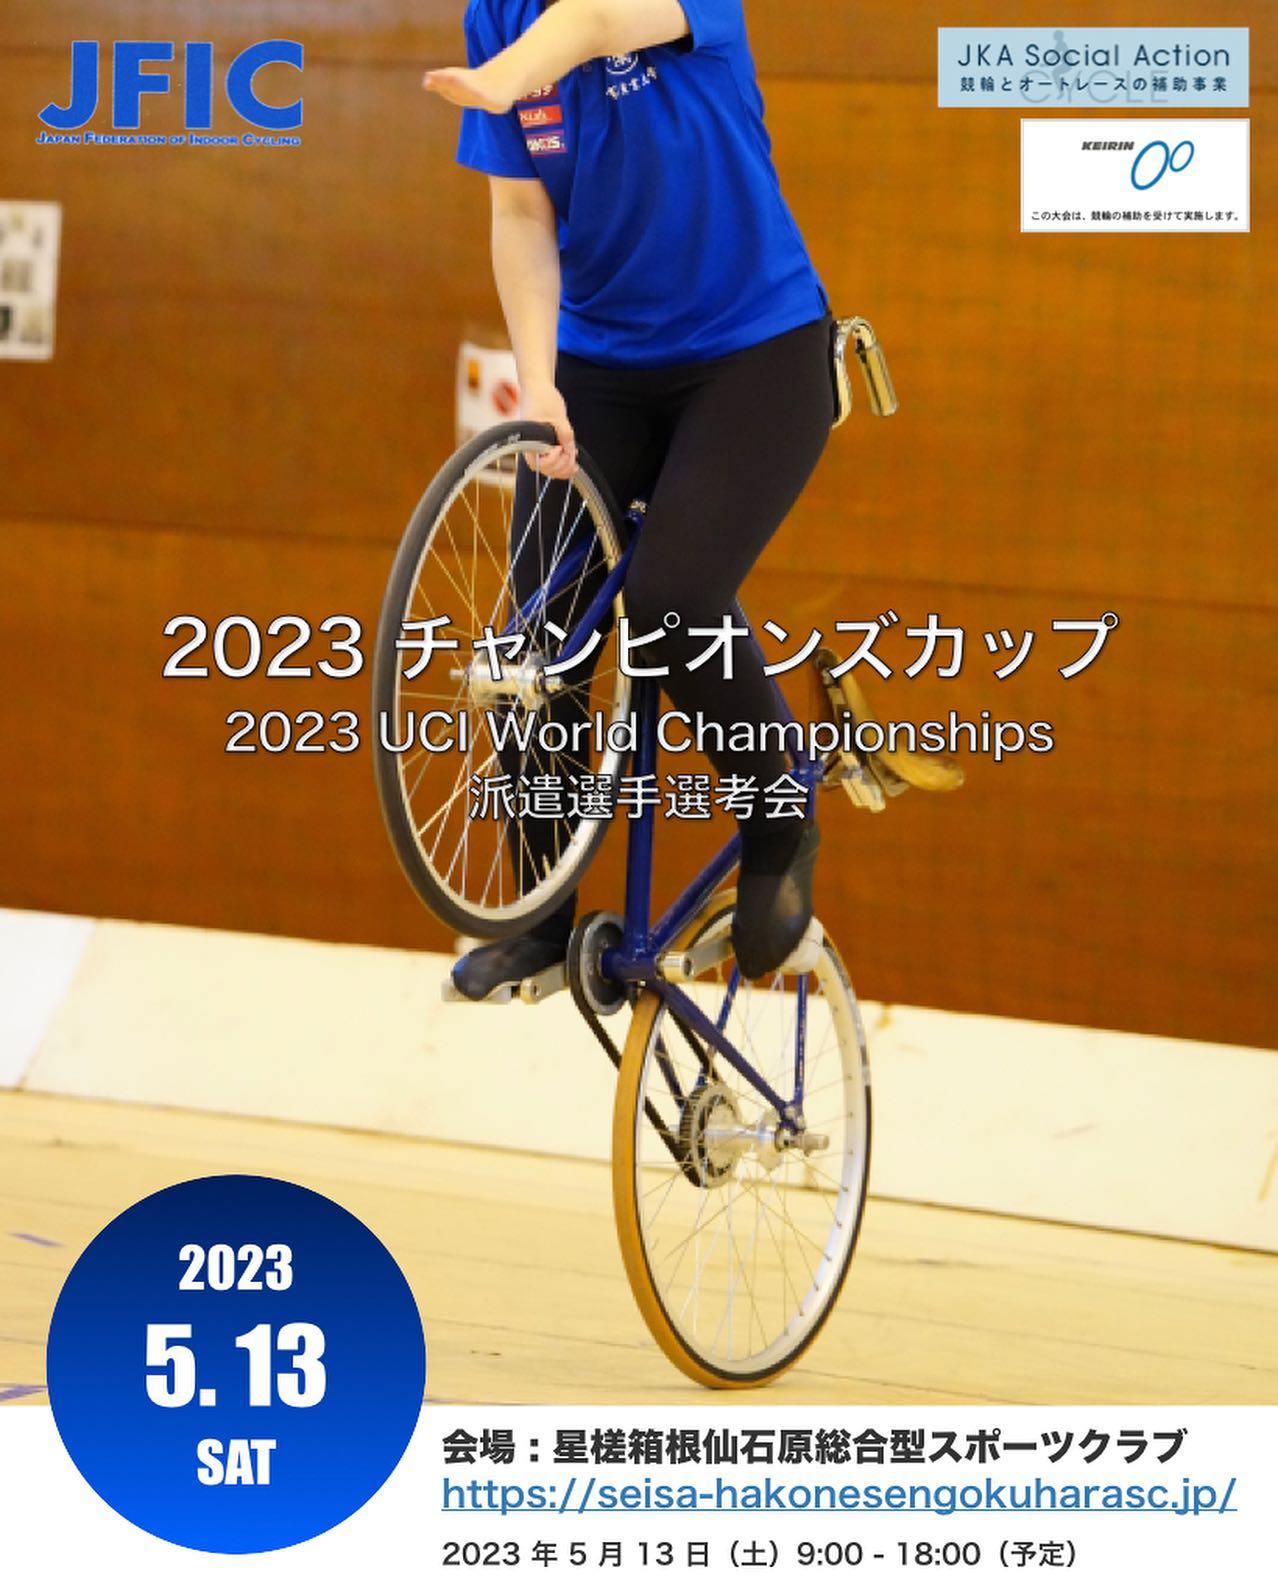 JFIC
JAPAN FEDERATION OF INDOOR CYCLING
JKA Social Action
競輪とオートレースの補助事業
CYCLE
KEIRIN
この大会は、競輪の補助を受けて実施します。
2023 チャンピオンズカップ
2023 UCI World Championships
派遣選手選考会
2023
5. 13
SAT
会場：星槎箱根仙石原総合型スポーツクラブ
https://seisa-hakonesengokuharasc.jp/
2023 年 5 月 13 日（土）9:00 - 18:00（予定）